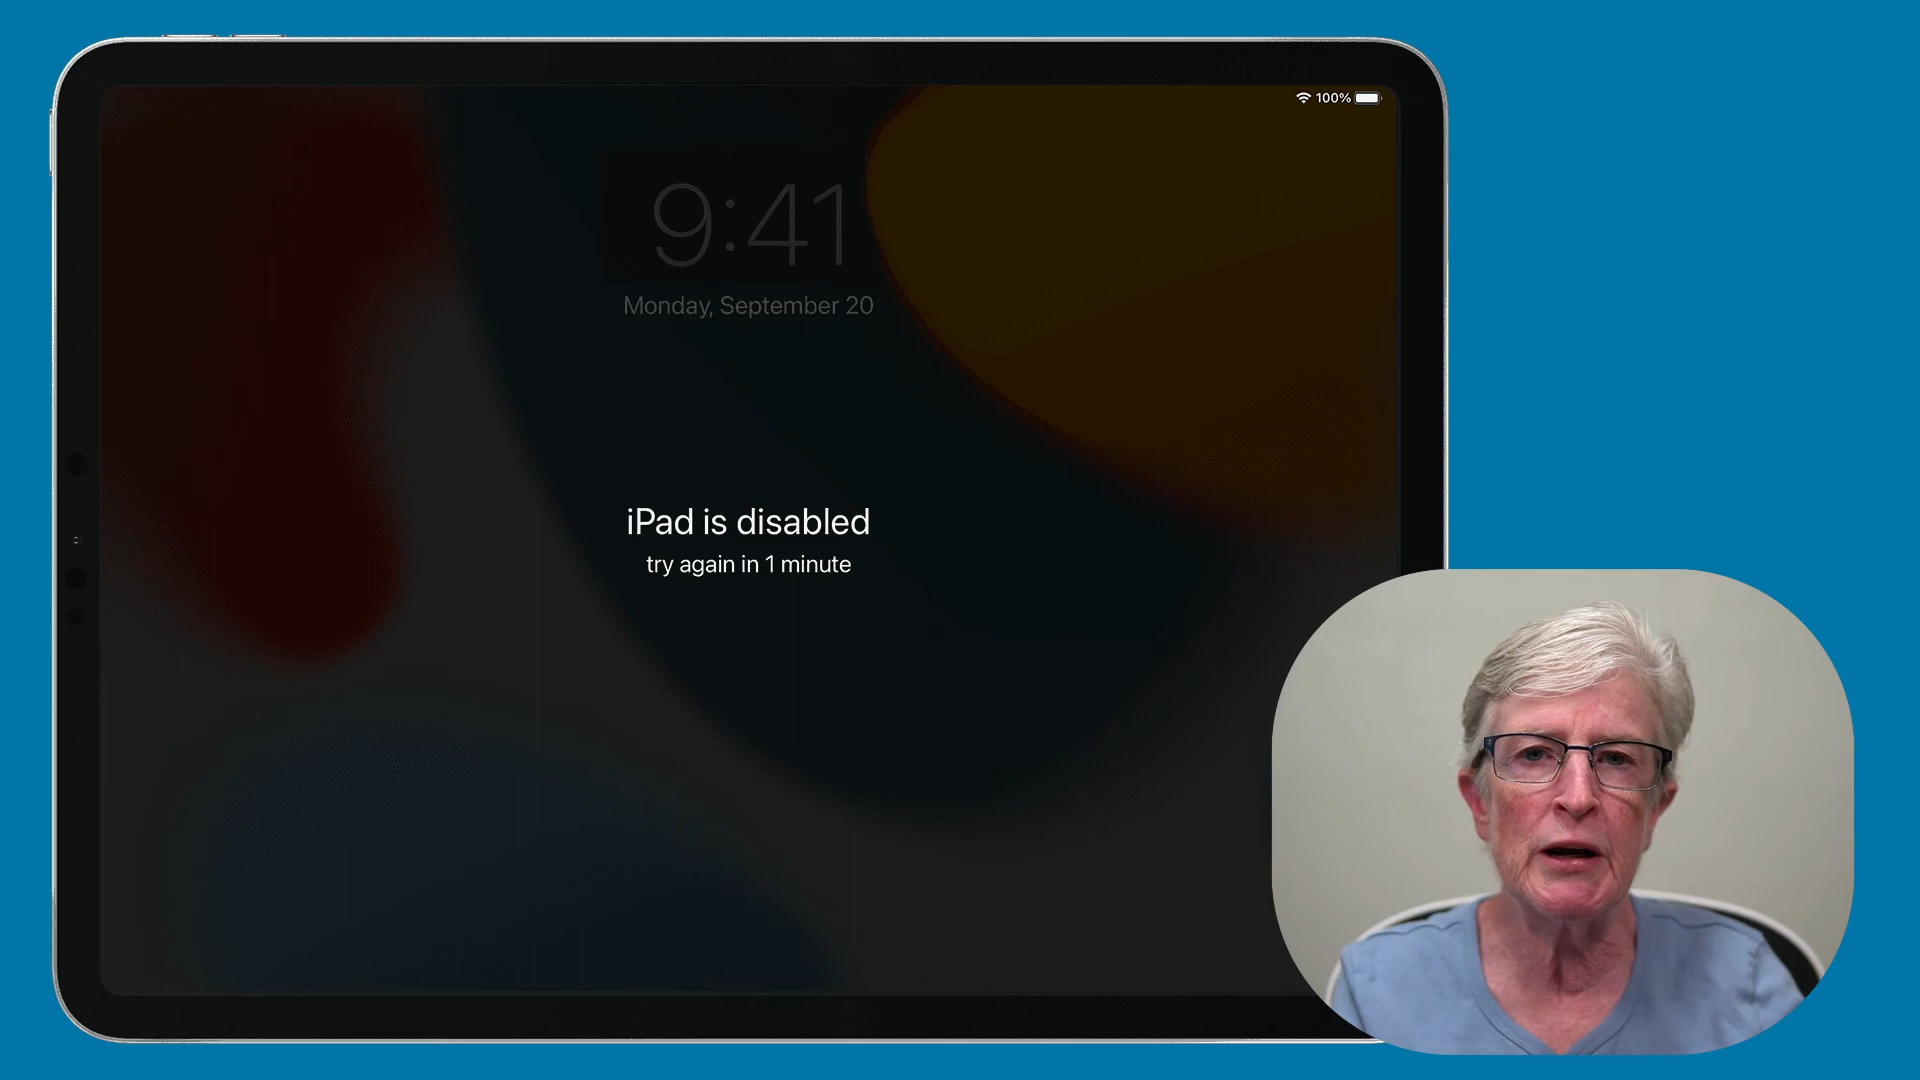 100%
9:41
Monday, September 20
iPad is disabled
try again in 1 minute